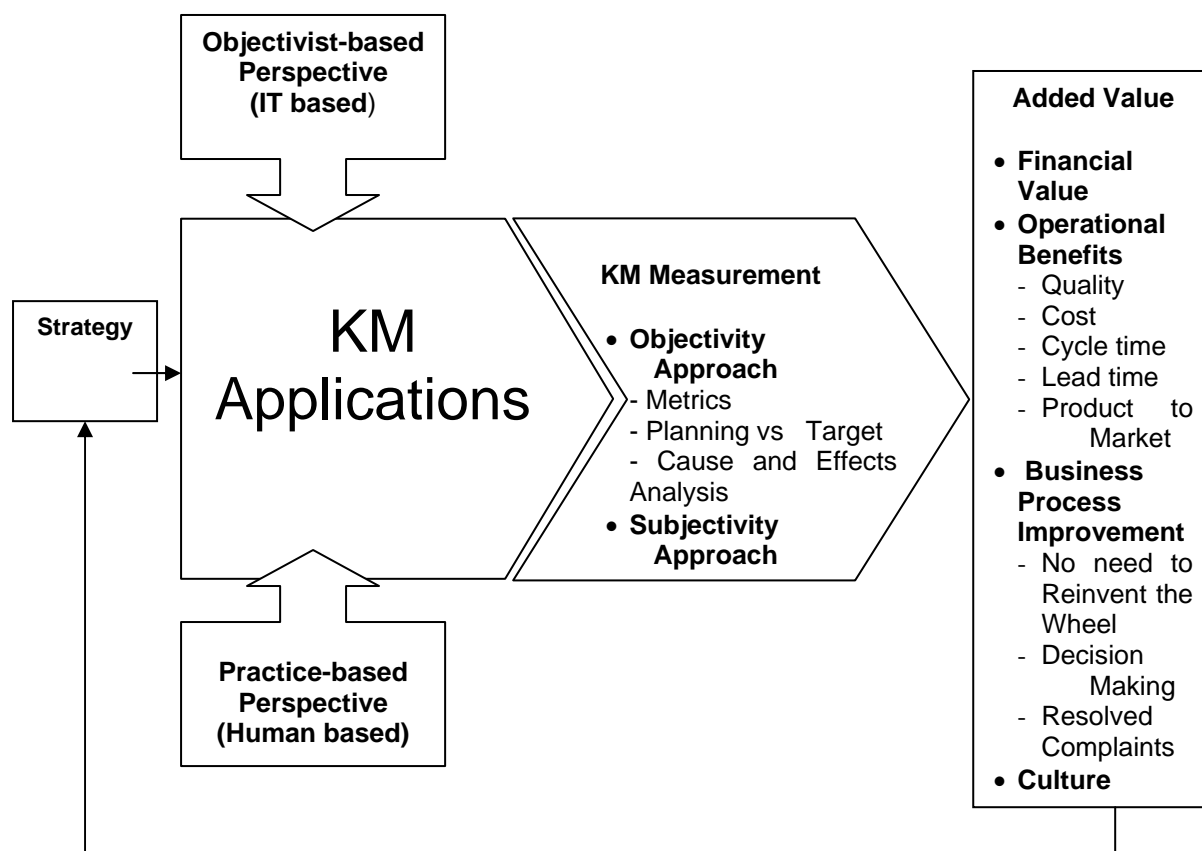 Objectivist-based
Perspective
(IT based)
Strategy
KM
Applications
Practice-based
Perspective
(Human based)
KM Measurement
• Objectivity
Approach
- Metrics
- Planning vs Target
- Cause and Effects
Analysis
• Subjectivity
Approach
Added Value
• Financial
Value
• Operational
Benefits
- Quality
- Cost
- Cycle time
- Lead time
- Product to
Market
• Business
Process
Improvement
- No need to
Reinvent the
Wheel
- Decision
Making
- Resolved
Complaints
• Culture